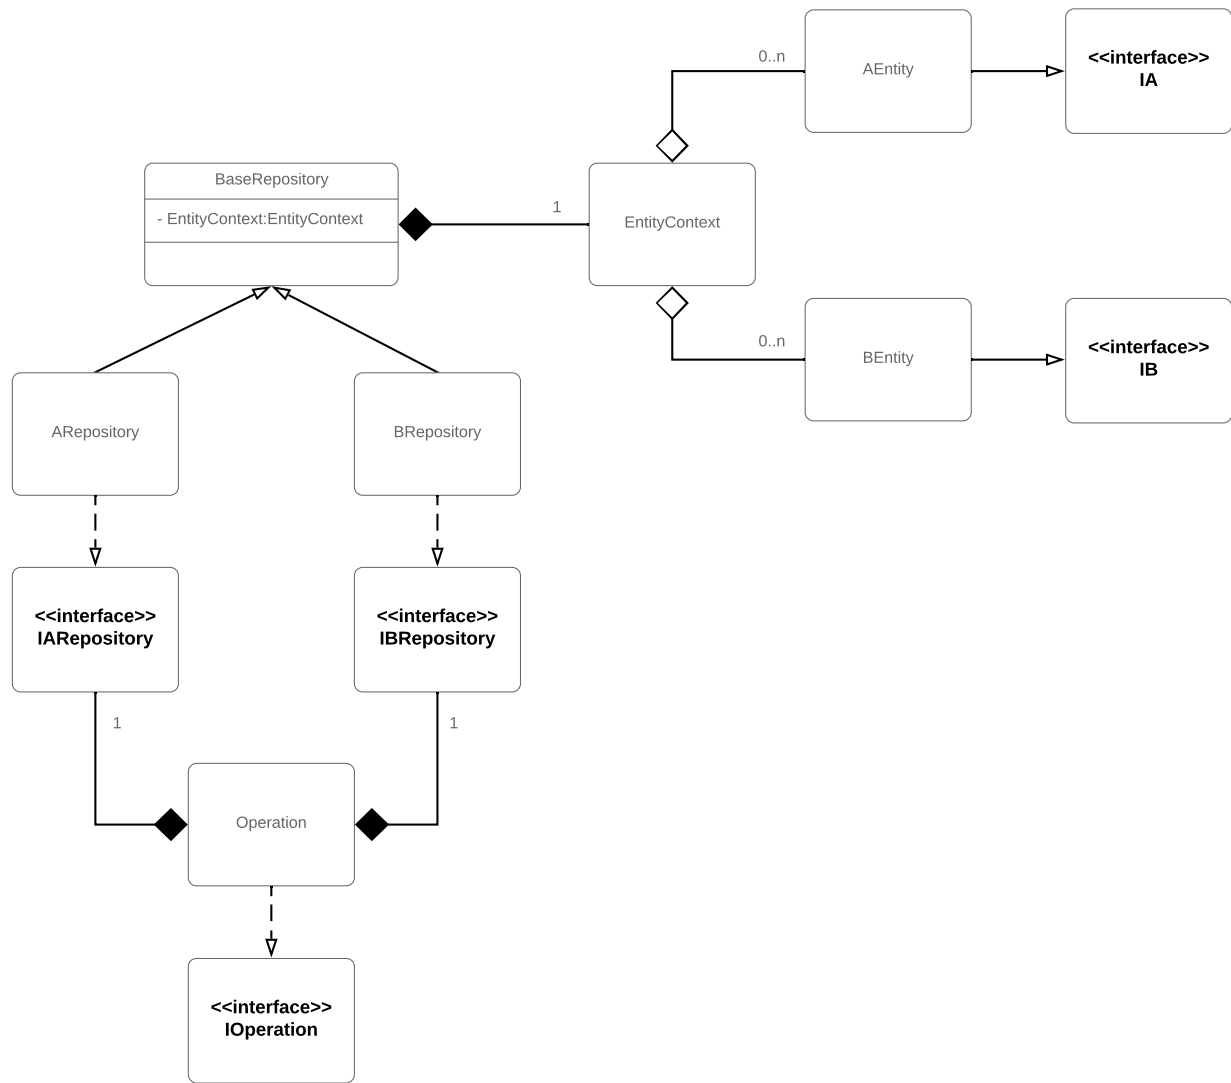 0..n
AEntity
<<interface>>
IA
BaseRepository
- EntityContext:EntityContext
1
EntityContext
0..n
BEntity
<<interface>>
IB
ARepository
BRepository
<<interface>>
IARepository
<<interface>>
IBRepository
1
1
Operation
<<interface>>
IOperation